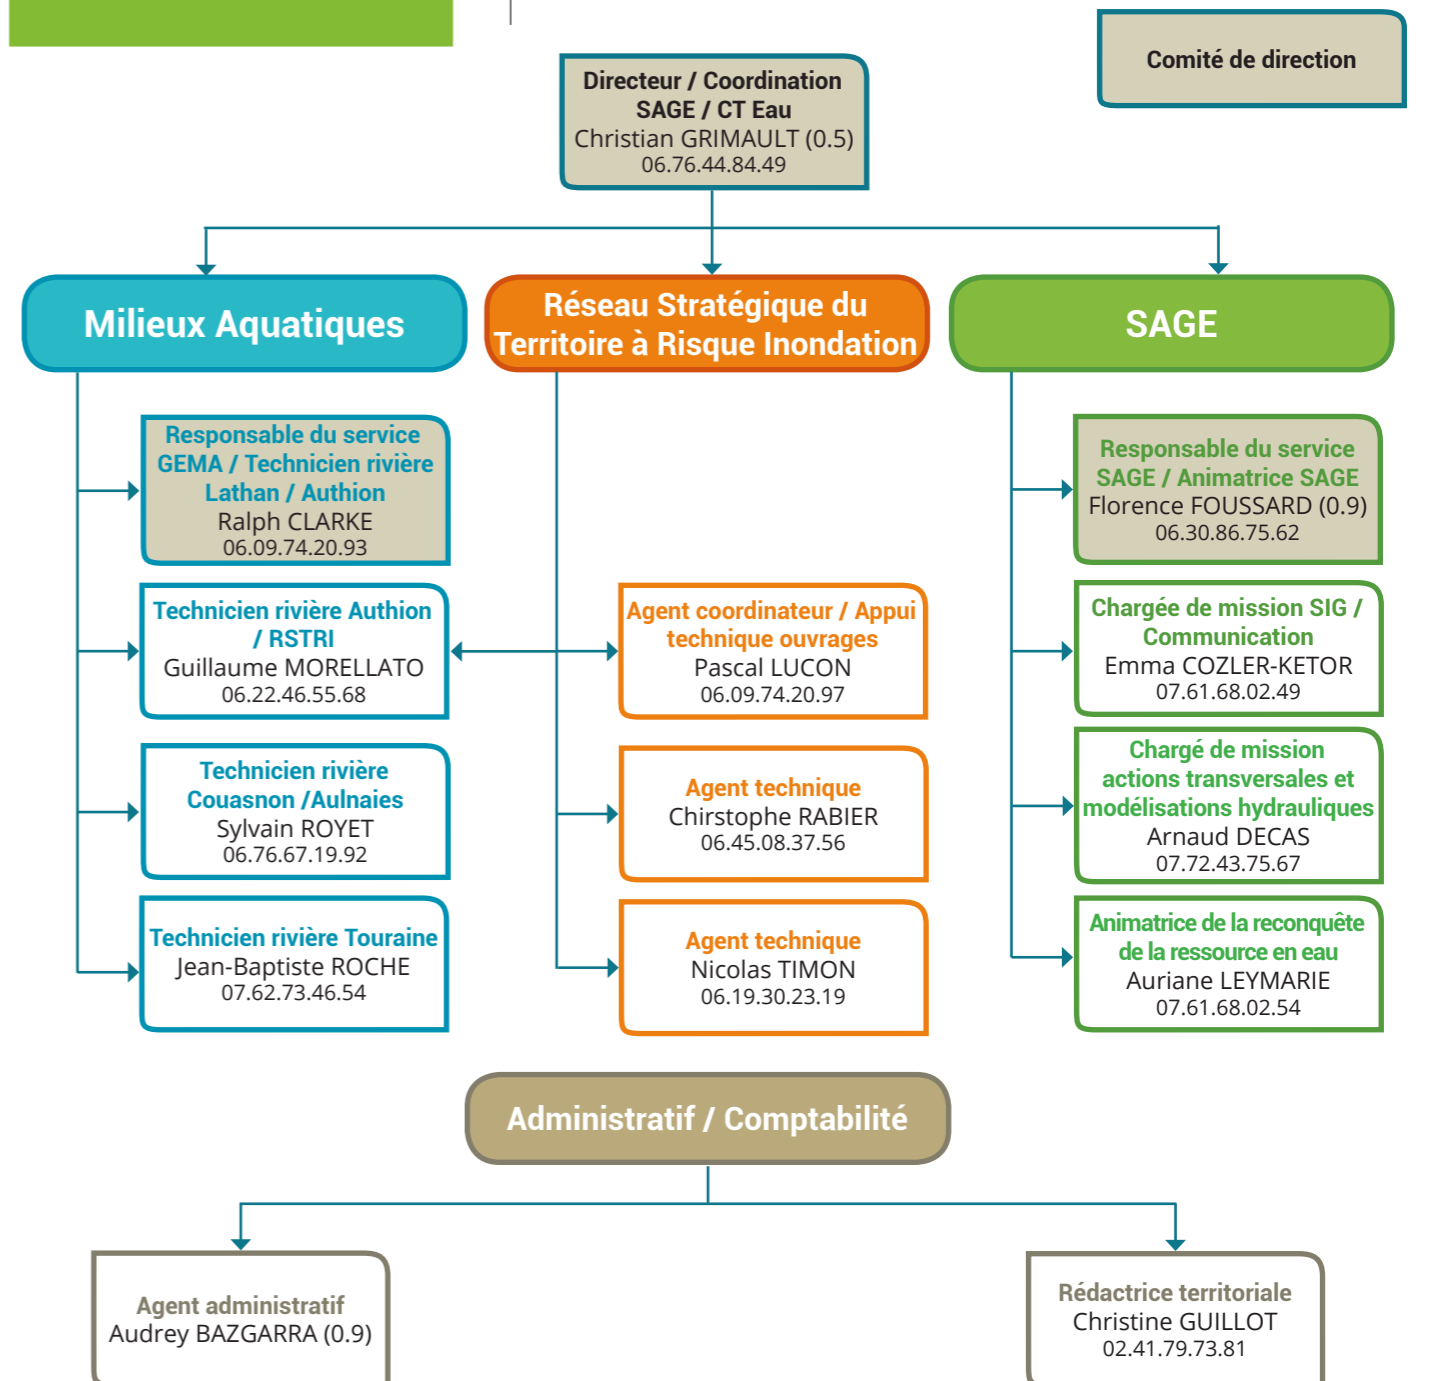 Comité de direction
Directeur / Coordination
SAGE / CT Eau
Christian GRIMAULT (0.5)
06.76.44.84.49
Milieux Aquatiques
Responsable du service
GEMA / Technicien rivière
Lathan / Authion
Ralph CLARKE
06.09.74.20.93
Technicien rivière Authion
/ RSTRI
Guillaume MORELLATO
06.22.46.55.68
Technicien rivière
Couasnon /Aulnaies
Sylvain ROYET
06.76.67.19.92
Technicien rivière Touraine
Jean-Baptiste ROCHE
07.62.73.46.54
Réseau Stratégique du
Territoire à Risque Inondation
Agent coordinateur / Appui
technique ouvrages
Pascal LUCON
06.09.74.20.97
Agent technique
Chirstophe RABIER
06.45.08.37.56
Agent technique
Nicolas TIMON
06.19.30.23.19
SAGE
Responsable du service
SAGE / Animatrice SAGE
Florence FOUSSARD (0.9)
06.30.86.75.62
Chargée de mission SIG /
Communication
Emma COZLER-KETOR
07.61.68.02.49
Chargé de mission
actions transversales et
modélisations hydrauliques
Arnaud DECAS
07.72.43.75.67
Animatrice de la reconquête
de la ressource en eau
Auriane LEYMARIE
07.61.68.02.54
Administratif / Comptabilité
Agent administratif
Audrey BAZGARRA (0.9)
Rédactrice territoriale
Christine GUILLOT
02.41.79.73.81